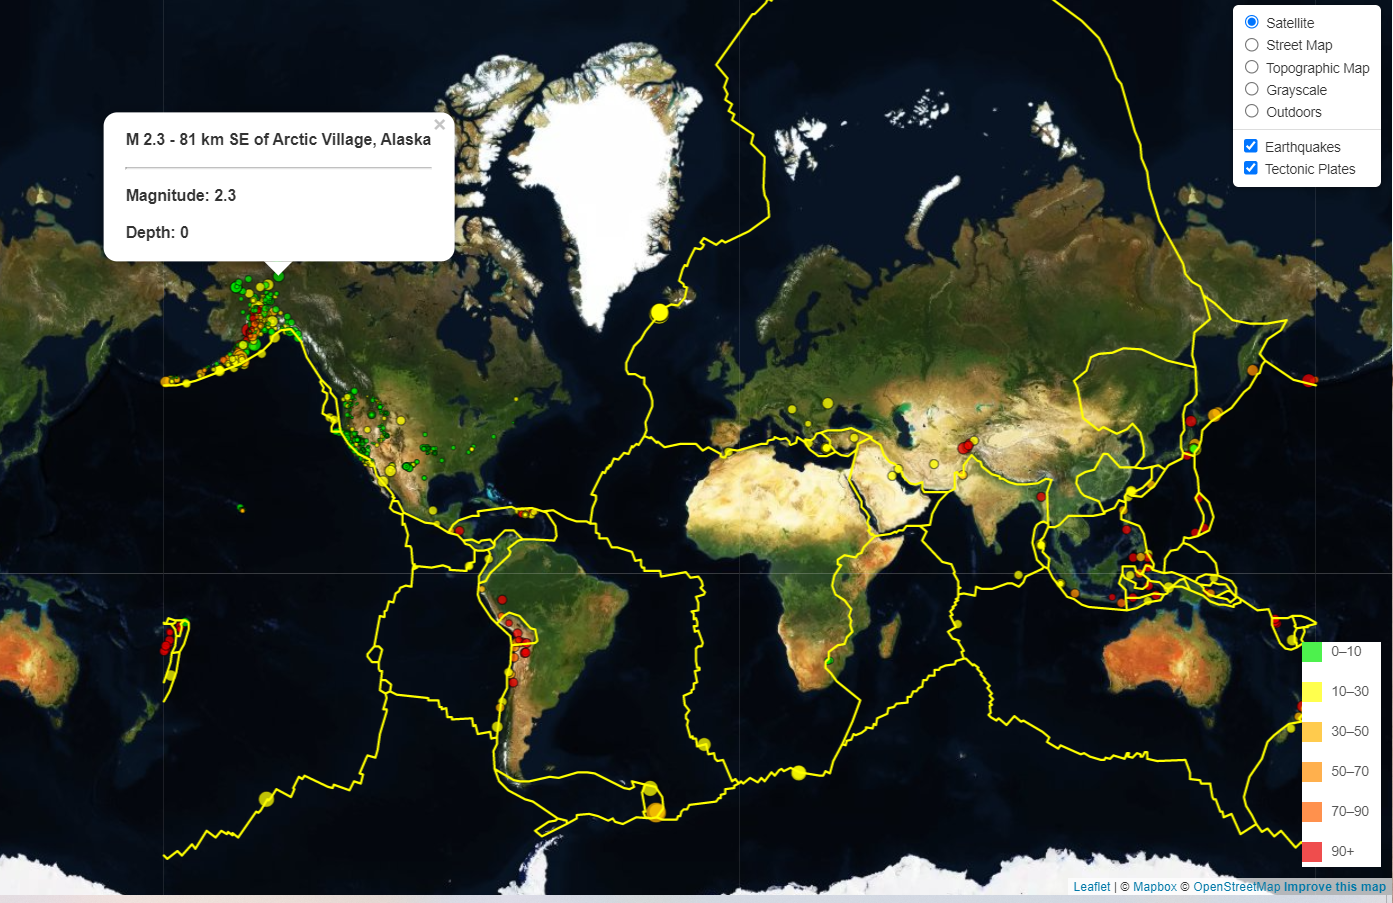 M 2.3 - 81 km SE of Arctic Village, Alaska
×
Magnitude: 2.3
Depth: 0
Satellite
Street Map
Topographic Map
Grayscale
Outdoors
Earthquakes
Tectonic Plates
0–10
10–30
30–50
50–70
70–90
90+
Leaflet | © Mapbox © OpenStreetMap Improve this map